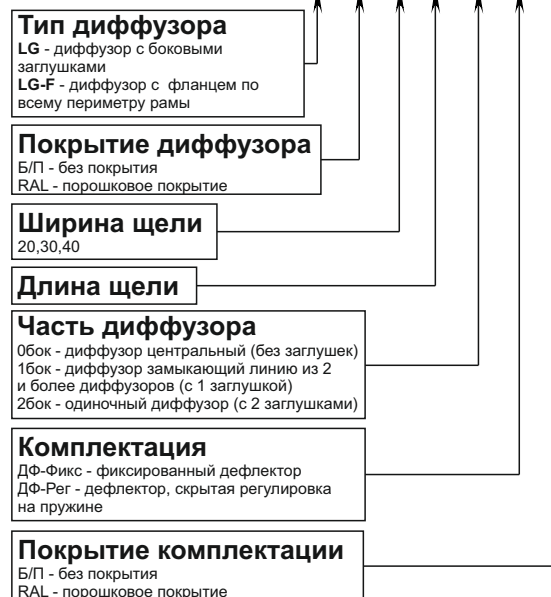 Тип диффузора
LG - диффузор с боковыми
заглушками
LG-F - диффузор с фланцем по
всему периметру рамы
Покрытие диффузора
Б/П - без покрытия
RAL - порошковое покрытие
Ширина щели
20,30,40
Длина щели
Часть диффузора
0бок - диффузор центральный (без заглушек)
1бок - диффузор замыкающий линию из 2
и более диффузоров (с 1 заглушкой)
2бок - одиночный диффузор (с 2 заглушками)
Комплектация
ДФ-Фикс - фиксированный дефлектор
ДФ-Рег - дефлектор, скрытая регулировка
на пружине
Покрытие комплектации
Б/П - без покрытия
RAL - порошковое покрытие